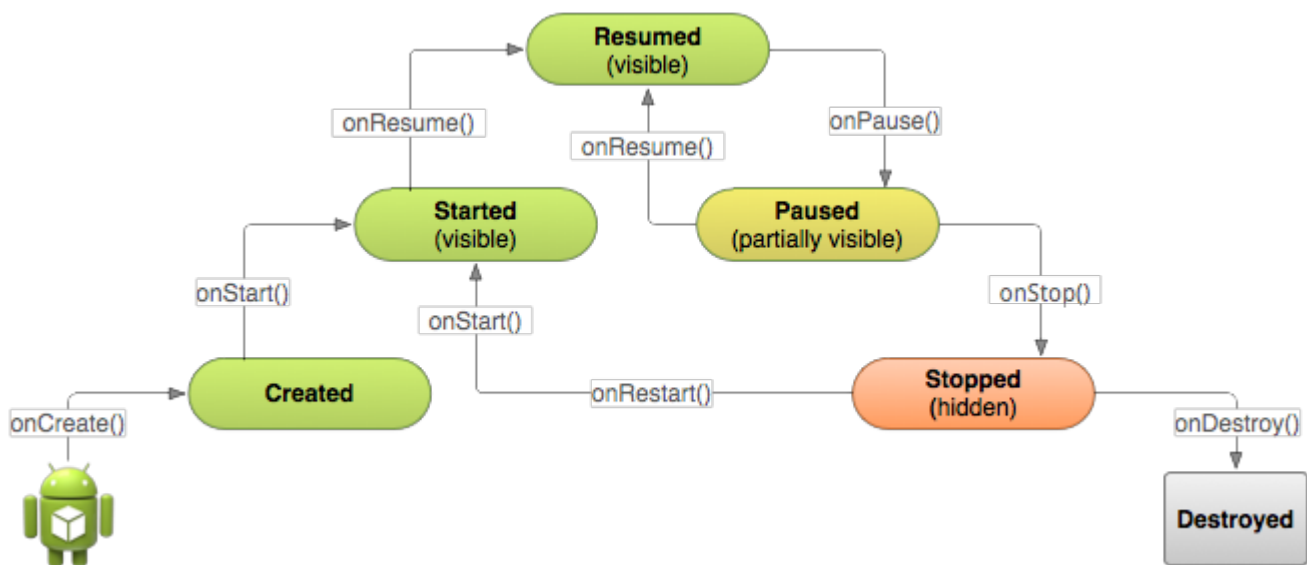 Resumed
(visible)
onResume()
onResume()
onPause()
Started
(visible)
Paused
(partially visible)
onStart()
onStart()
onStop()
Created
onRestart()
Stopped
(hidden)
onCreate()
onDestroy()
Destroyed